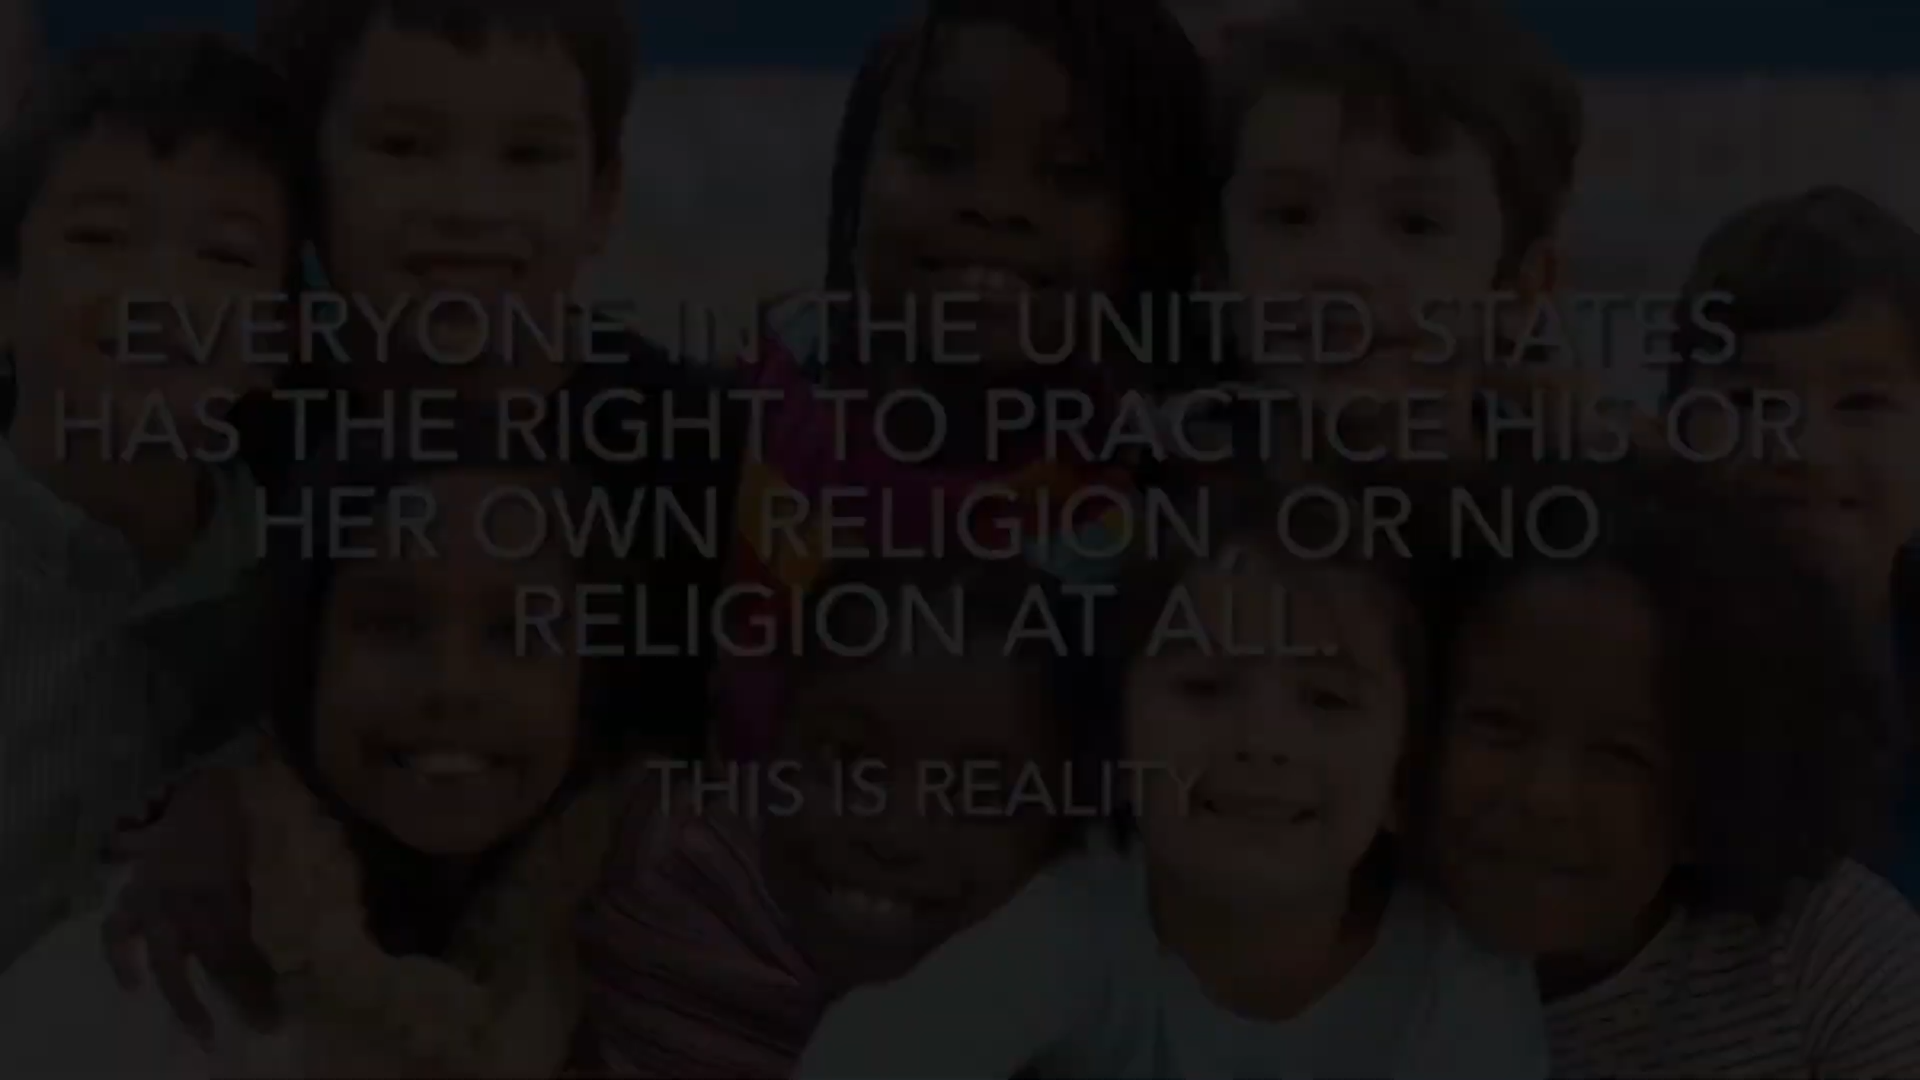 EVERYONE IN THE UNITED STATES
HAS THE RIGHT TO PRACTICE HIS OR
HER OWN RELIGION OR NO
RELIGION AT ALL.
THIS IS REALITY